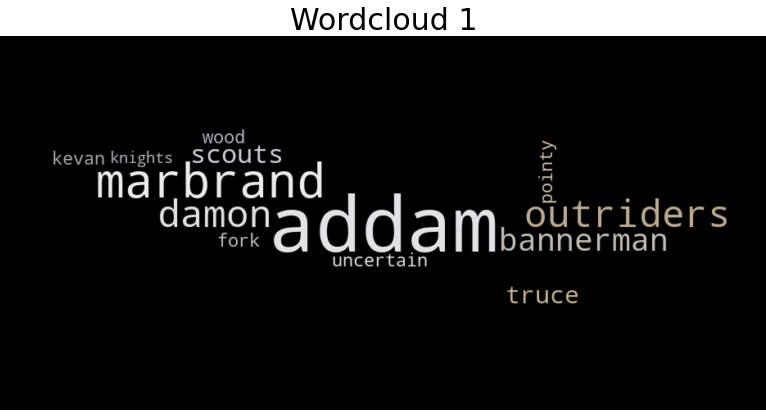 Wordcloud 1
wood
pointy
kevan knights scouts
marbrand
damon addam outriders
fork bannerman
uncertain
truce